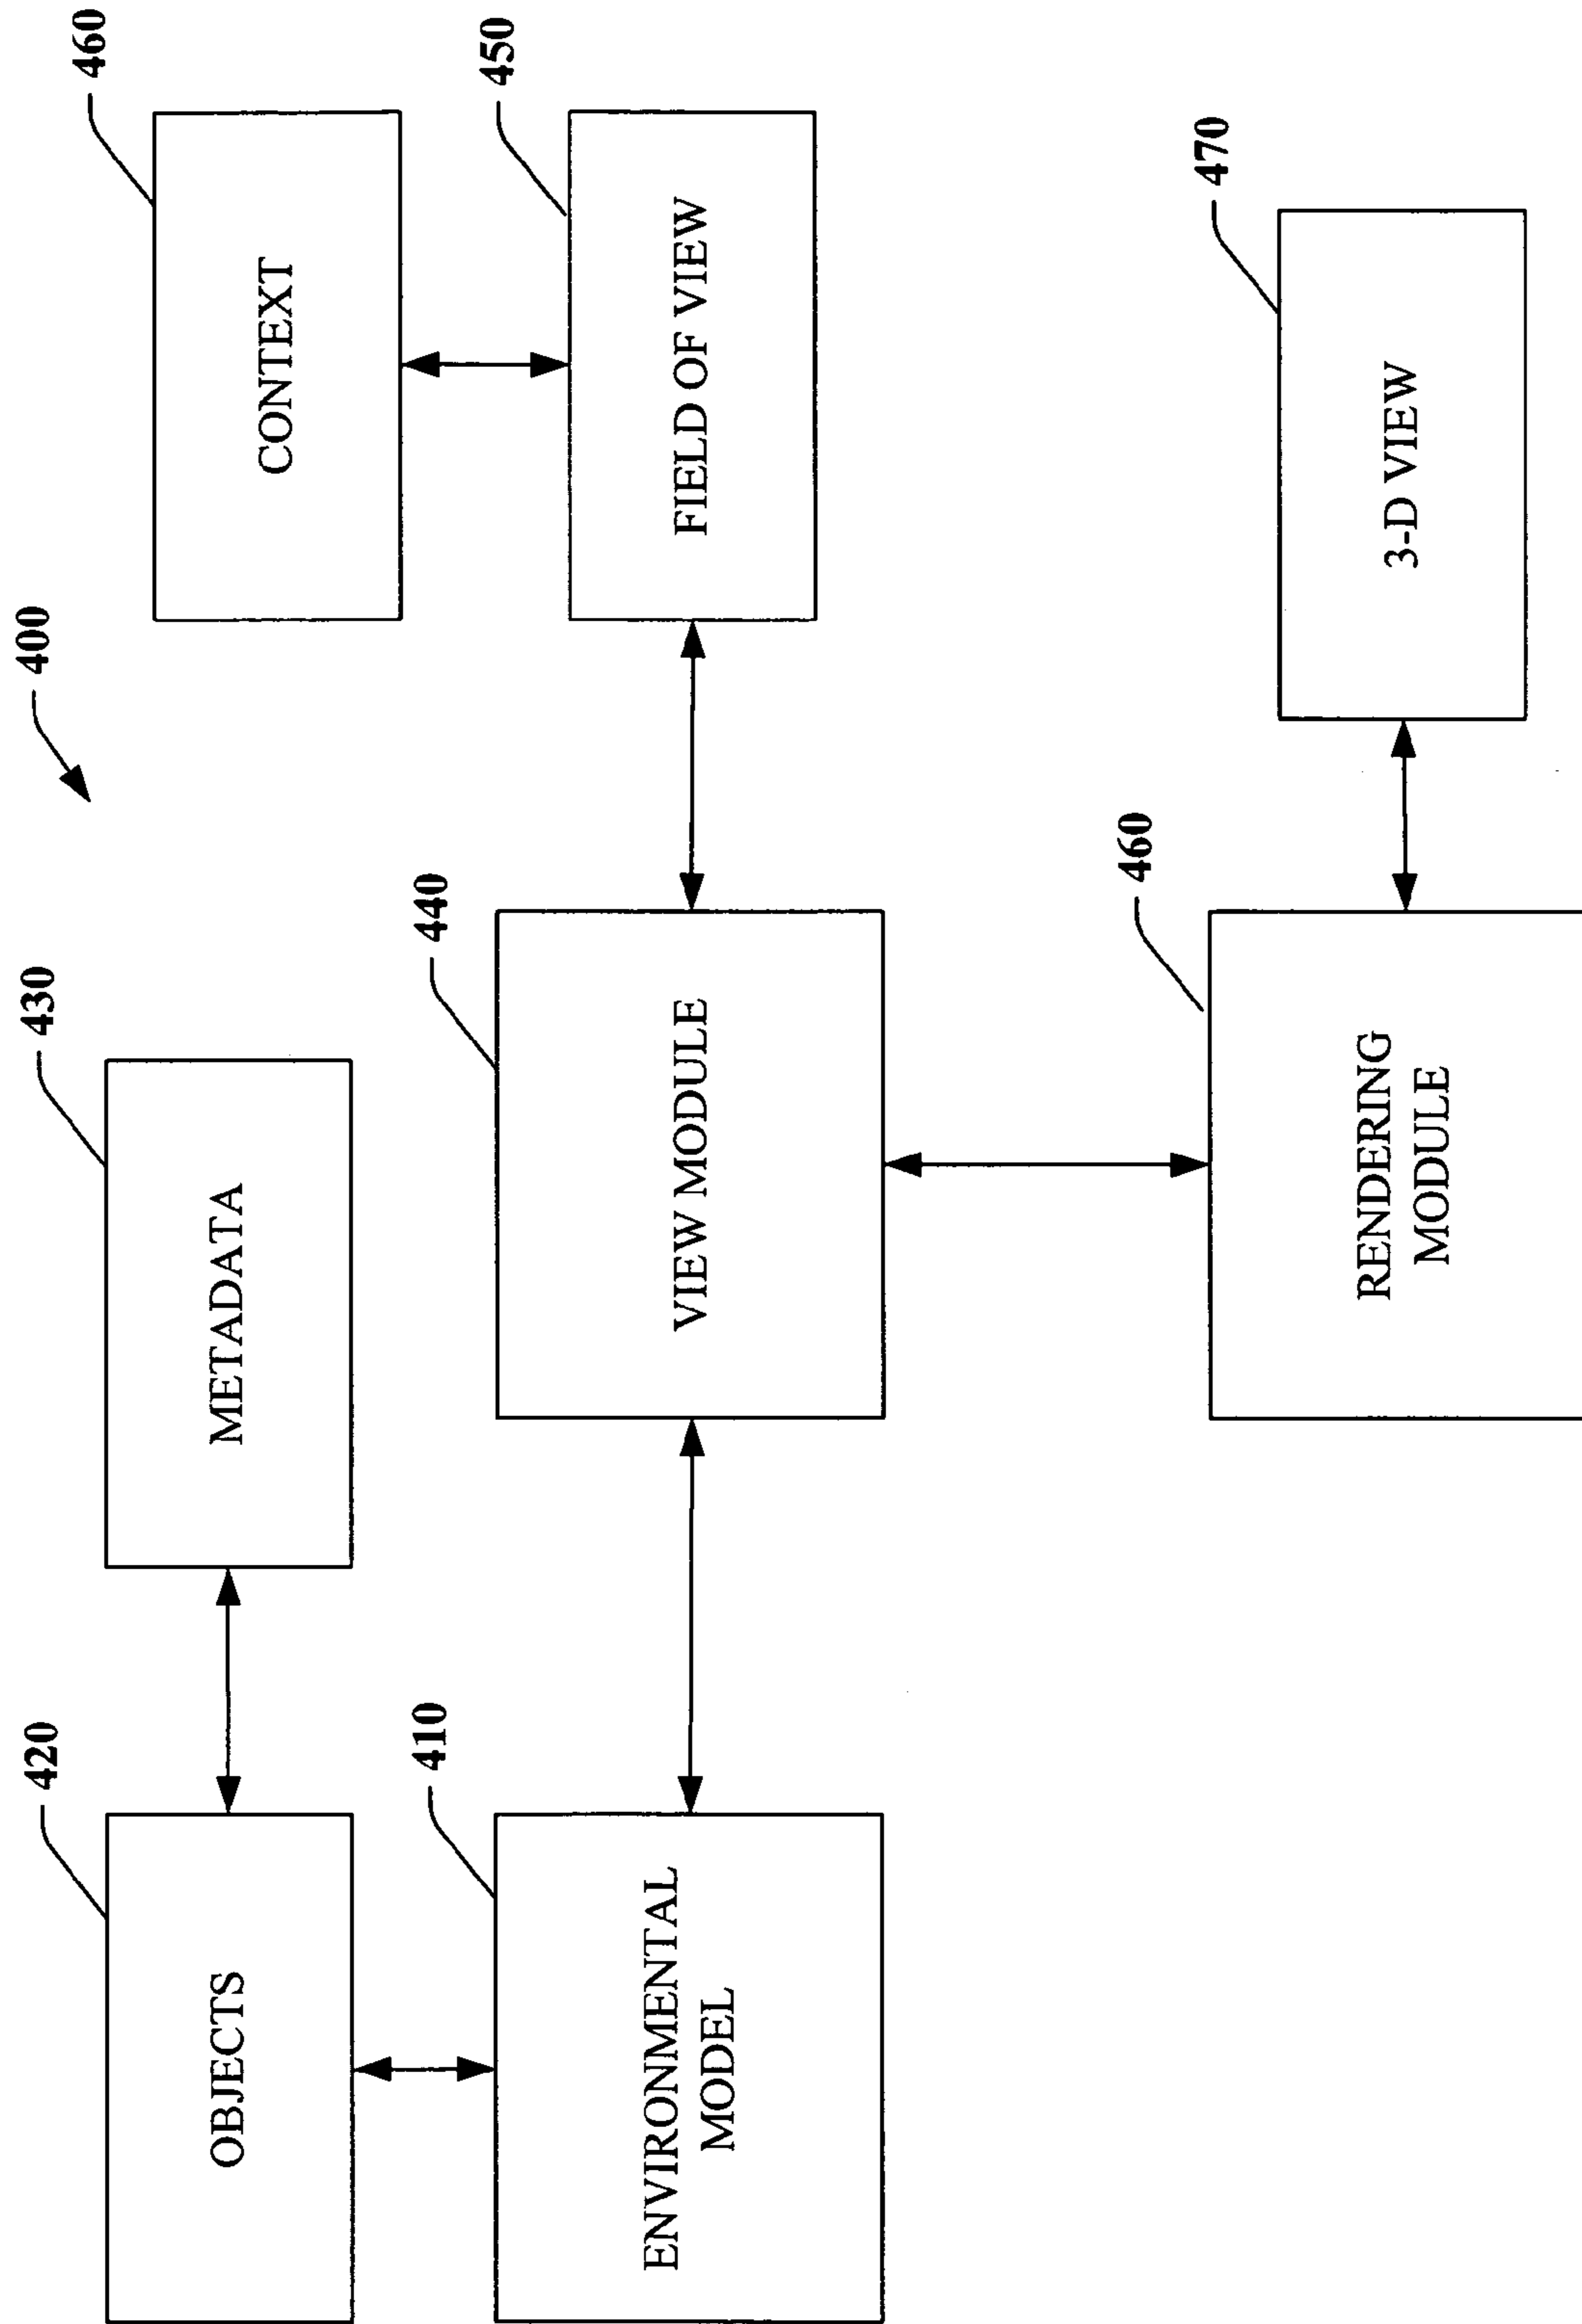 400
420
OBJECTS
430
METADATA
460
CONTEXT
410
ENVIRONMENTAL
MODEL
440
VIEW MODULE
450
FIELD OF VIEW
460
RENDERING
MODULE
470
3-D VIEW